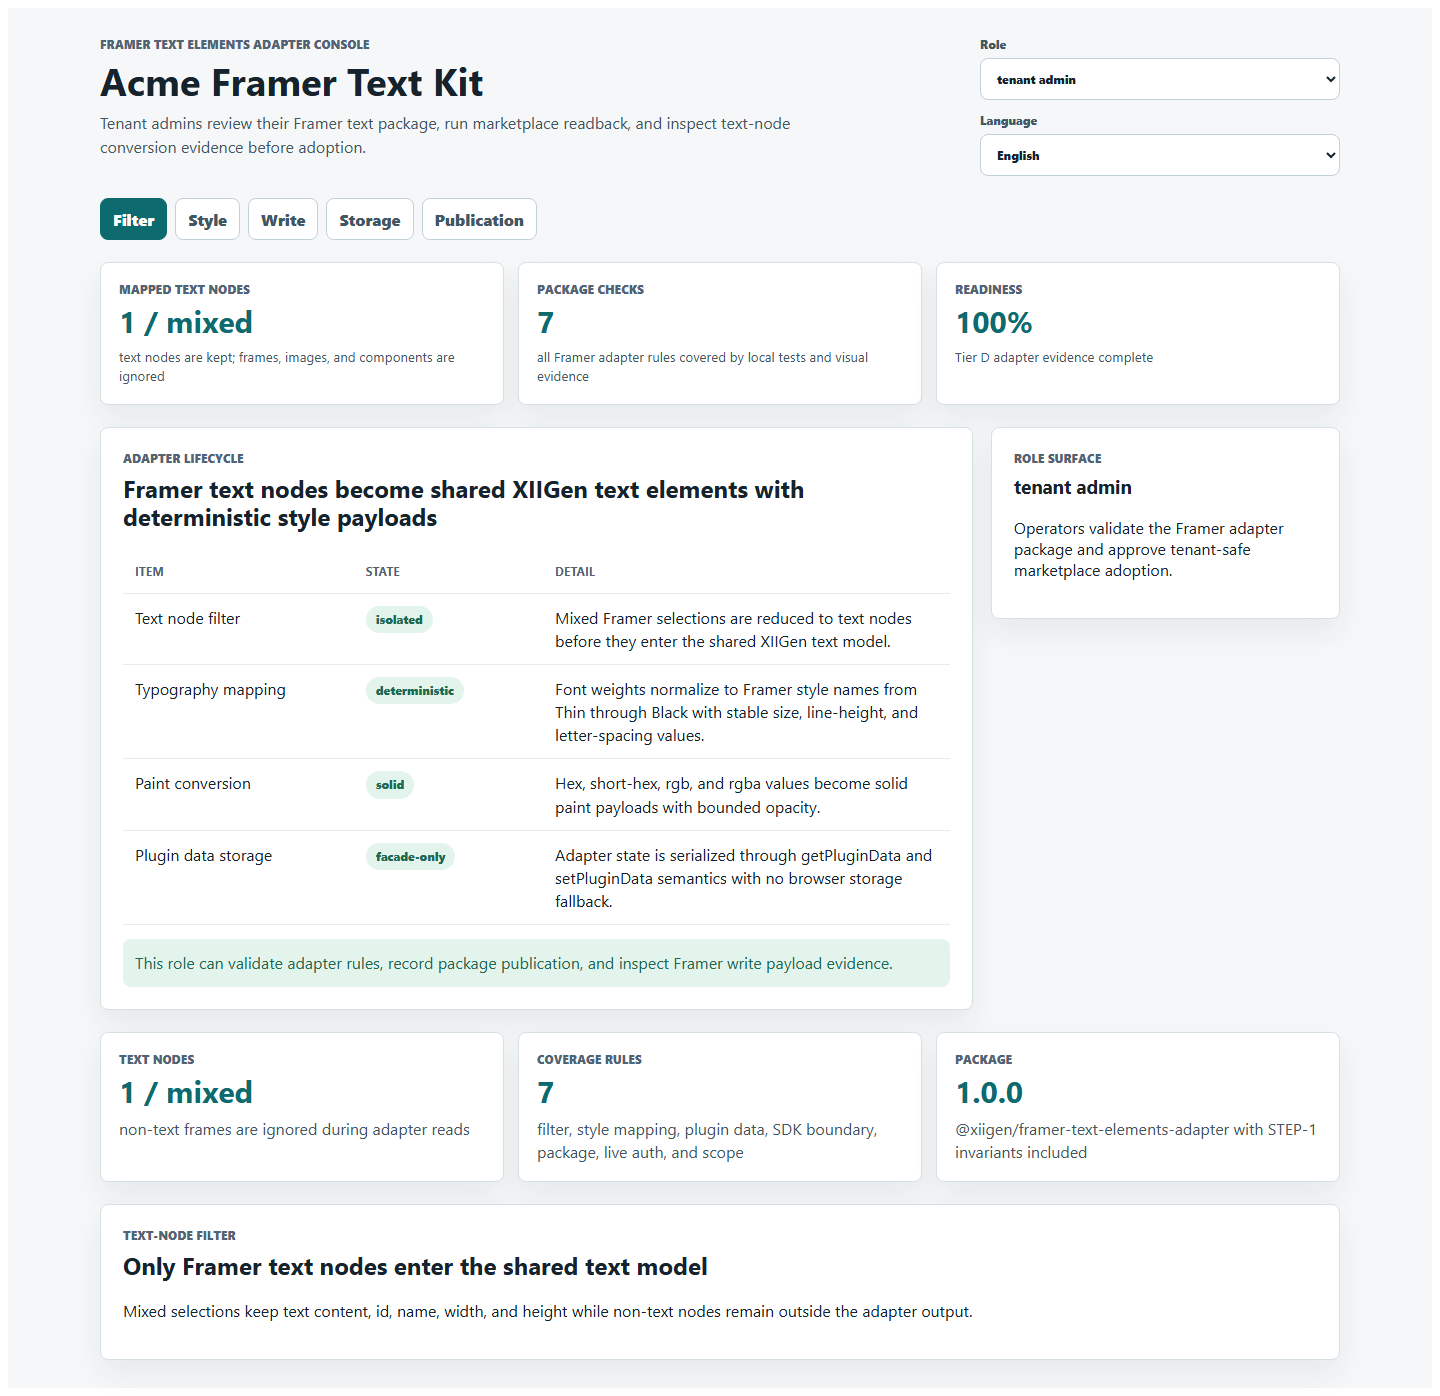 FRAMER TEXT ELEMENTS ADAPTER CONSOLE
Acme Framer Text Kit
Tenant admins review their Framer text package, run marketplace readback, and inspect text-node
conversion evidence before adoption.
Role
tenant admin
Language
English
Filter
Style
Write
Storage
Publication
MAPPED TEXT NODES
1 / mixed
text nodes are kept; frames, images, and components are
ignored
PACKAGE CHECKS
7
all Framer adapter rules covered by local tests and visual
evidence
READINESS
100%
Tier D adapter evidence complete
ADAPTER LIFECYCLE
Framer text nodes become shared XIIGen text elements with
deterministic style payloads
ITEM STATE DETAIL
Text node filter
isolated
Mixed Framer selections are reduced to text nodes
before they enter the shared XIIGen text model.
Typography mapping
deterministic
Font weights normalize to Framer style names from
Thin through Black with stable size, line-height, and
letter-spacing values.
Paint conversion
solid
Hex, short-hex, rgb, and rgba values become solid
paint payloads with bounded opacity.
Plugin data storage
facade-only
Adapter state is serialized through getPluginData and
setPluginData semantics with no browser storage
fallback.
This role can validate adapter rules, record package publication, and inspect Framer write payload evidence.
ROLE SURFACE
tenant admin
Operators validate the Framer adapter
package and approve tenant-safe
marketplace adoption.
TEXT NODES
1 / mixed
non-text frames are ignored during adapter reads
COVERAGE RULES
7
filter, style mapping, plugin data, SDK boundary,
package, live auth, and scope
PACKAGE
1.0.0
@xiigen/framer-text-elements-adapter with STEP-1
invariants included
TEXT-NODE FILTER
Only Framer text nodes enter the shared text model
Mixed selections keep text content, id, name, width, and height while non-text nodes remain outside the adapter output.